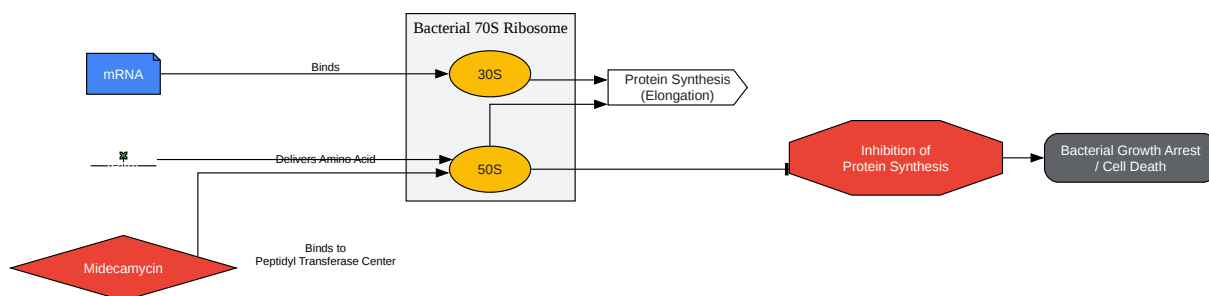 Bacterial 70S Ribosome
mRNA
Binds
30S
Protein Synthesis
(Elongation)
Delivers Amino Acid
50S
Inhibition of
Protein Synthesis
Bacterial Growth Arrest
/ Cell Death
Midecamycin
Binds to
Peptidyl Transferase Center